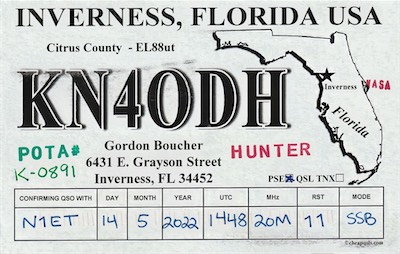 INVERNESS, FLORIDA USA
Citrus County - EL88ut
KN4ODH
Inverness
NASA
Florida
Gordon Boucher
POTA#
K-0891
6431 E. Grayson Street
HUNTER
Inverness, FL 34452
PSE QSL TNX
CONFIRMING QSO WITH DAY MONTH YEAR UTC MHz RST MODE
N1ET 14 5 2022 1448 20M 11 SSB
©cheapqsls.com